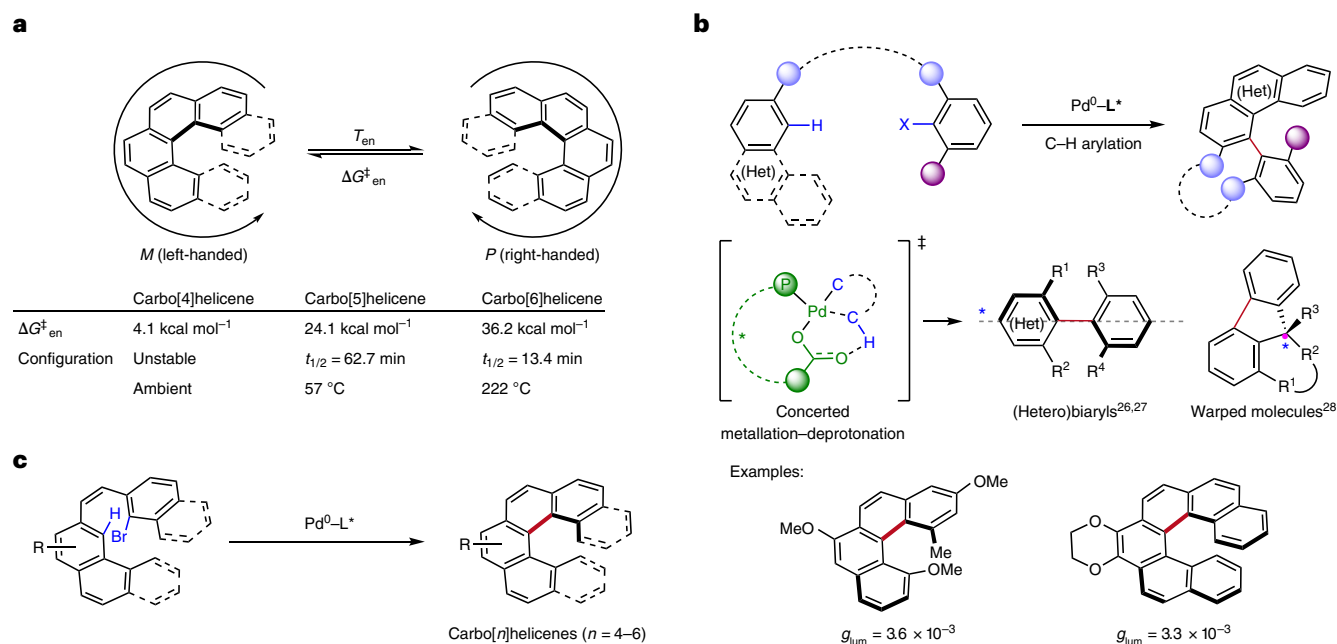 a
T_en
ΔG‡_en
M (left-handed)
P (right-handed)
Carbo[4]helicene Carbo[5]helicene Carbo[6]helicene
ΔG‡_en 4.1 kcal mol⁻¹ 24.1 kcal mol⁻¹ 36.2 kcal mol⁻¹
Configuration Unstable t_1/2 = 62.7 min t_1/2 = 13.4 min
Ambient 57 °C 222 °C
b
H
(Het)
X
Pd⁰–L*
C–H arylation
(Het)
‡
P
C
Pd
C
H
O
O
*
Concerted
metallation–deprotonation
*
R¹
R³
(Het)
R²
R⁴
(Hetero)biaryls²⁶,²⁷
R³
*
R²
R¹
Warped molecules²⁸
c
H
Br
R
Pd⁰–L*
R
Carbo[n]helicenes (n = 4–6)
Examples:
OMe
MeO
Me
OMe
g_lum = 3.6 × 10⁻³
O
O
g_lum = 3.3 × 10⁻³